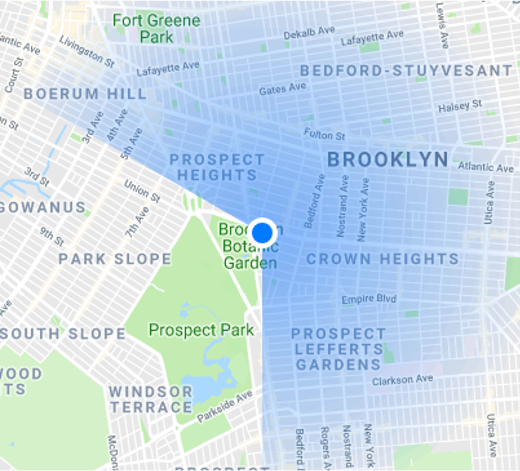 Fort Greene
Park
Dekalb Ave
Lafayette Ave
Lewis Ave
Livingston St
Court St
Lafayette Ave
BEDFORD-STUYVESANT
Gates Ave
BOERUM HILL
Halsey St
3rd Ave
4th Ave
5th Ave
Fulton St
PROSPECT
HEIGHTS
BROOKLYN
Atlantic Ave
3rd St
Union St
7th Ave
Bedford Ave
Nostrand Ave
New York Ave
Utica Ave
GOWANUS
9th St
Botanic
Garden
PARK SLOPE
CROWN HEIGHTS
Empire Blvd
Prospect Park
SOUTH SLOPE
PROSPECT
LEFFERTS
GARDENS
WOOD
TS
WINDSOR
TERRACE
Clarkson Ave
Parkside Ave
Utica Ave
McDona
Bedford
Rogers Av
Nostrand
New York